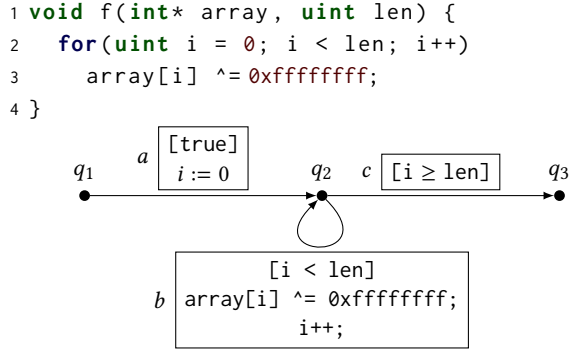 1 void f(int* array, uint len) {
2 for(uint i = 0; i < len; i++)
3 array[i] ^= 0xffffffff;
4 }
q1 a [true] q2 c [i ≥ len] q3
i := 0
[i < len]
b array[i] ^= 0xffffffff;
i++;